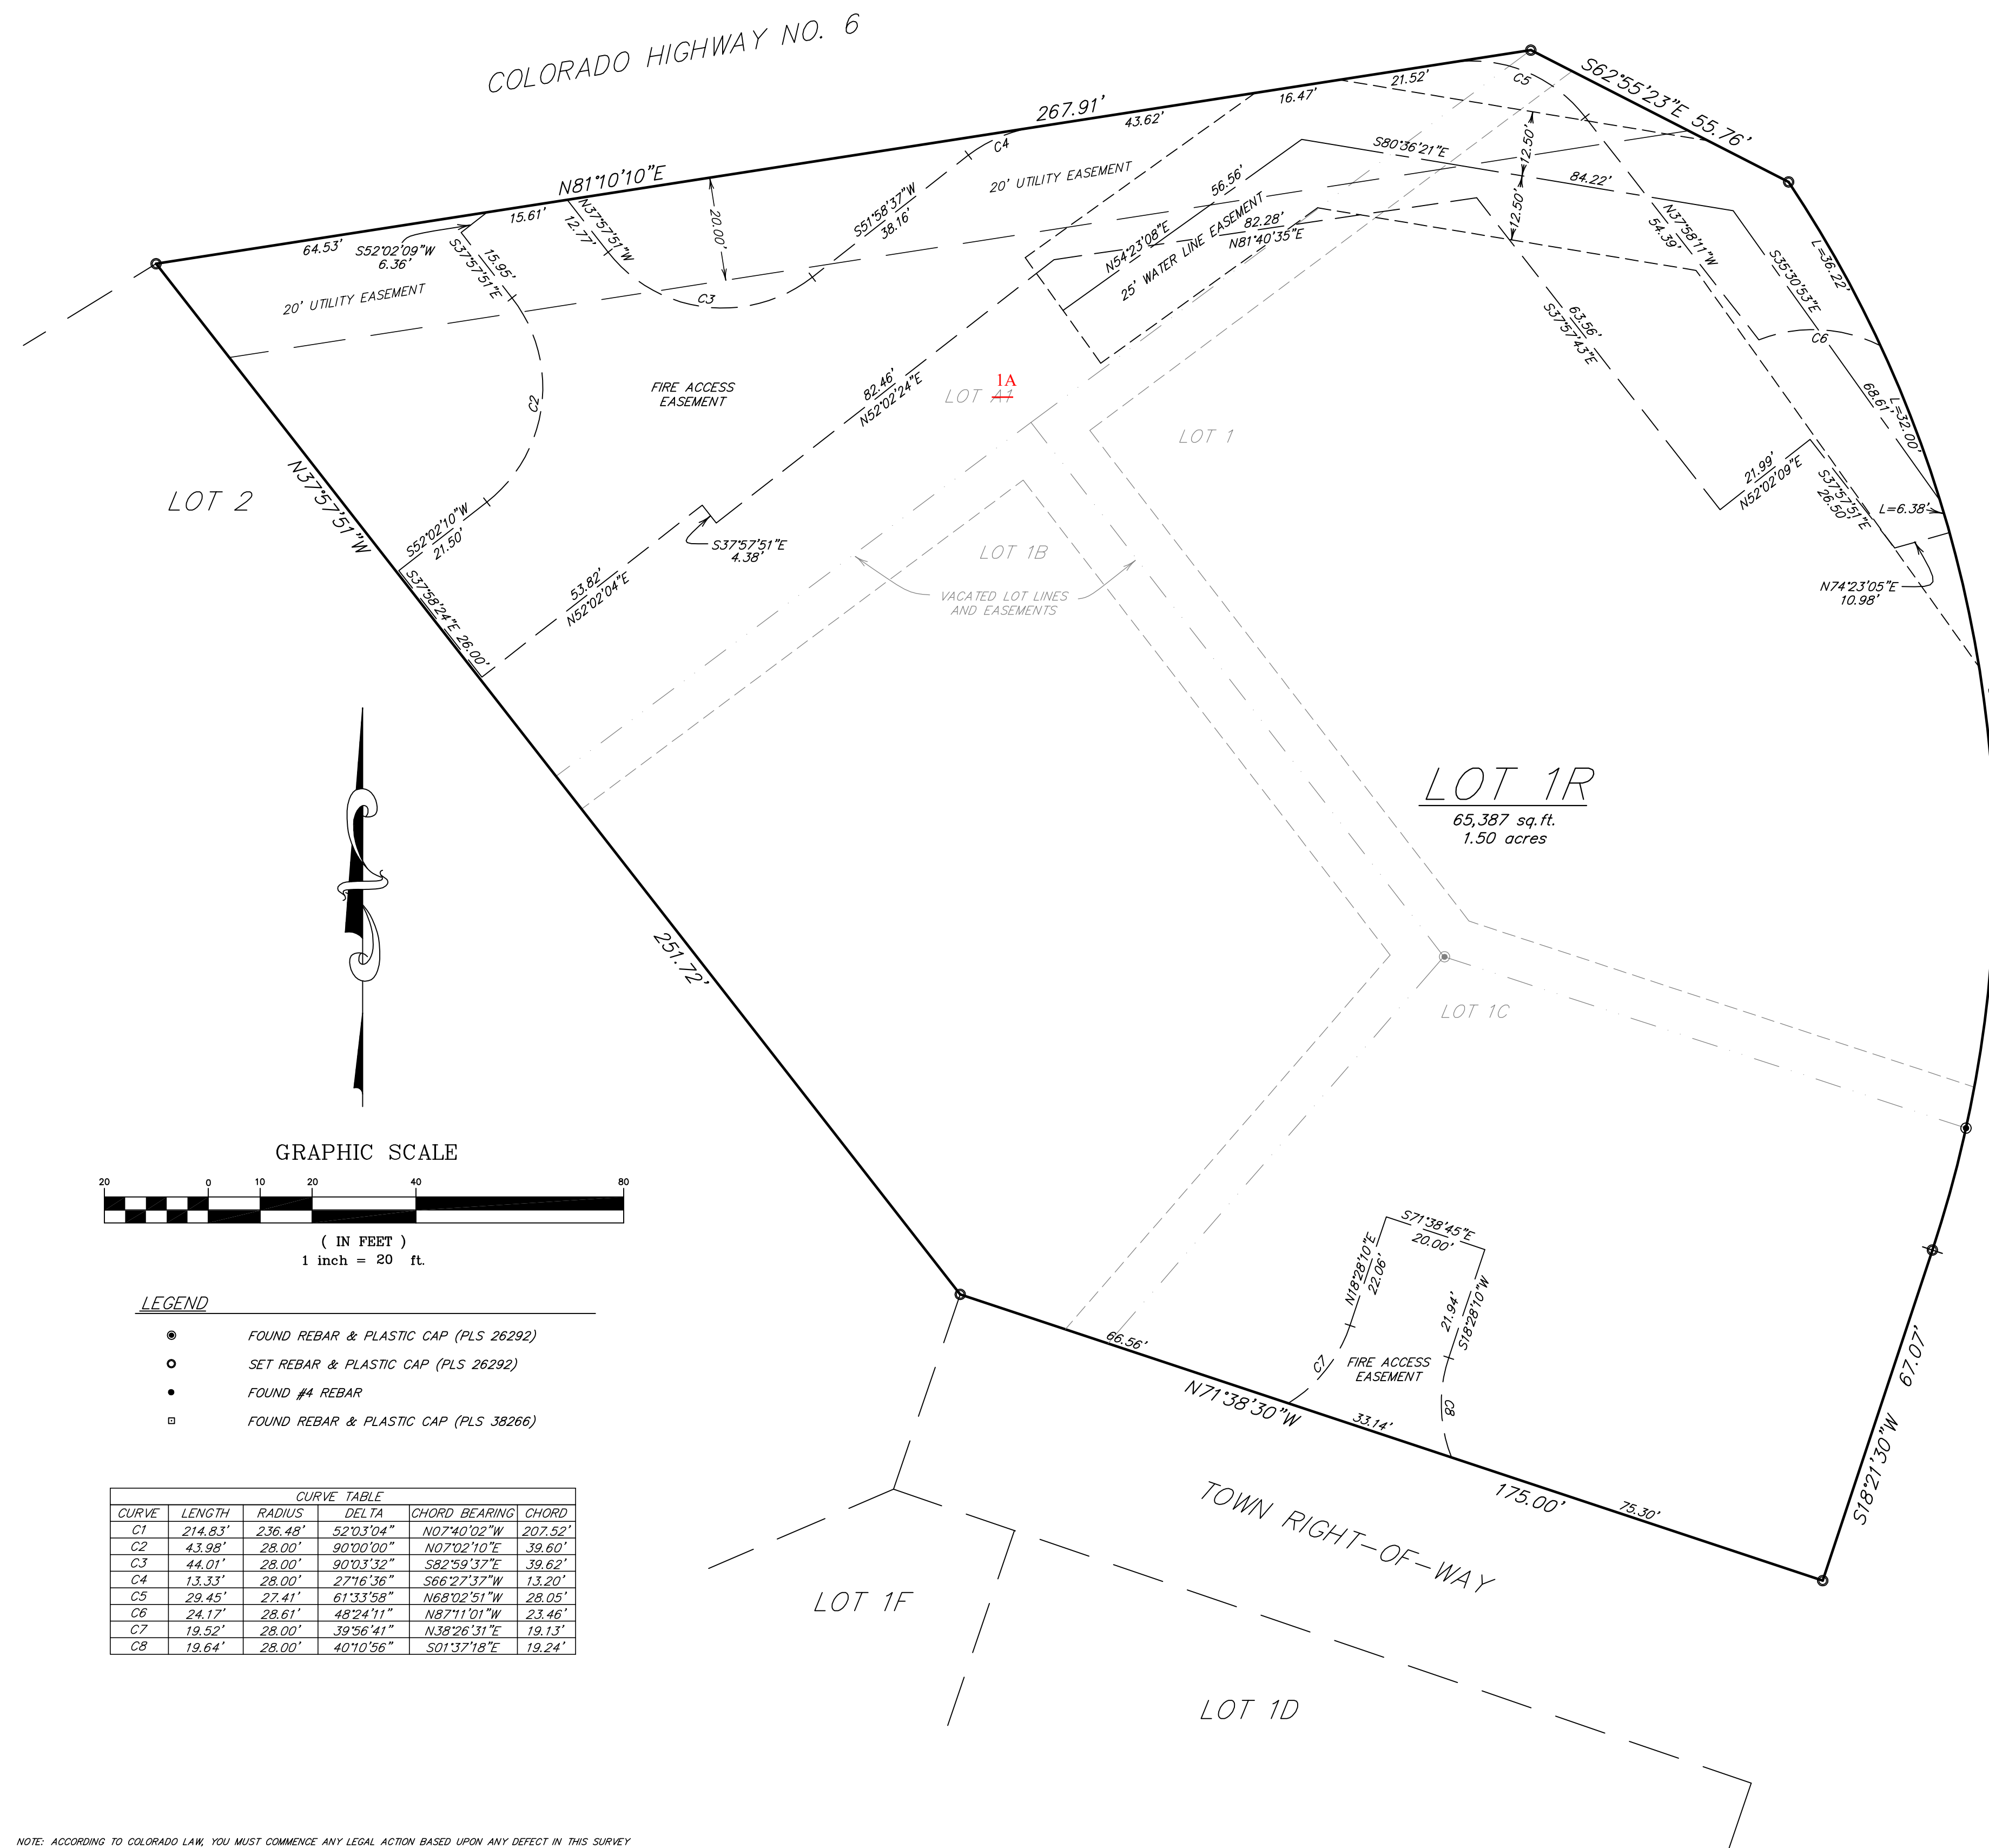 COLORADO HIGHWAY NO. 6
S62°55'23"E 55.76'
C5
21.52'
16.47'
267.91'
43.62'
C4
N81°10'10"E
15.61'
64.53'
S52°02'09"W
6.36'
N37°57'51"W
12.77'
15.95'
S37°57'51"E
20.00'
S51°58'37"W
38.16'
20' UTILITY EASEMENT
20' UTILITY EASEMENT
C3
C2
56.56'
N54°23'08"E
25' WATER LINE EASEMENT
82.28'
N81°40'35"E
S80°36'21"E
84.22'
12.50'
12.50'
N37°58'11"W
54.39'
L=36.22'
S35°30'53"E
68.61'
C6
L=32.00'
63.56'
S37°57'43"E
21.99'
N52°02'09"E
S37°57'51"E
26.50'
L=6.38'
N74°23'05"E
10.98'
FIRE ACCESS
EASEMENT
82.46'
N52°02'24"E
1A
LOT A1
LOT 1
LOT 2
N37°57'51"W
S52°02'10"W
21.50'
S37°58'24"E 26.00'
53.82'
N52°02'04"E
S37°57'51"E
4.38'
LOT 1B
VACATED LOT LINES
AND EASEMENTS
LOT 1R
65,387 sq.ft.
1.50 acres
251.72'
LOT 1C
GRAPHIC SCALE
20 0 10 20 40 80
( IN FEET )
1 inch = 20 ft.
LEGEND
FOUND REBAR & PLASTIC CAP (PLS 26292)
SET REBAR & PLASTIC CAP (PLS 26292)
FOUND #4 REBAR
FOUND REBAR & PLASTIC CAP (PLS 38266)
S71°38'45"E
20.00'
N18°28'10"E
22.06'
21.94'
S18°28'10"W
C7
FIRE ACCESS
EASEMENT
C8
66.56'
N71°38'30"W
33.14'
175.00'
75.30'
S18°21'30"W 67.07'
TOWN RIGHT-OF-WAY
LOT 1F
LOT 1D
CURVE TABLE
CURVE LENGTH RADIUS DELTA CHORD BEARING CHORD
C1 214.83' 236.48' 52°03'04" N07°40'02"W 207.52'
C2 43.98' 28.00' 90°00'00" N07°02'10"E 39.60'
C3 44.01' 28.00' 90°03'32" S82°59'37"E 39.62'
C4 13.33' 28.00' 27°16'36" S66°27'37"W 13.20'
C5 29.45' 27.41' 61°33'58" N68°02'51"W 28.05'
C6 24.17' 28.61' 48°24'11" N87°11'01"W 23.46'
C7 19.52' 28.00' 39°56'41" N38°26'31"E 19.13'
C8 19.64' 28.00' 40°10'56" S01°37'18"E 19.24'
NOTE: ACCORDING TO COLORADO LAW, YOU MUST COMMENCE ANY LEGAL ACTION BASED UPON ANY DEFECT IN THIS SURVEY